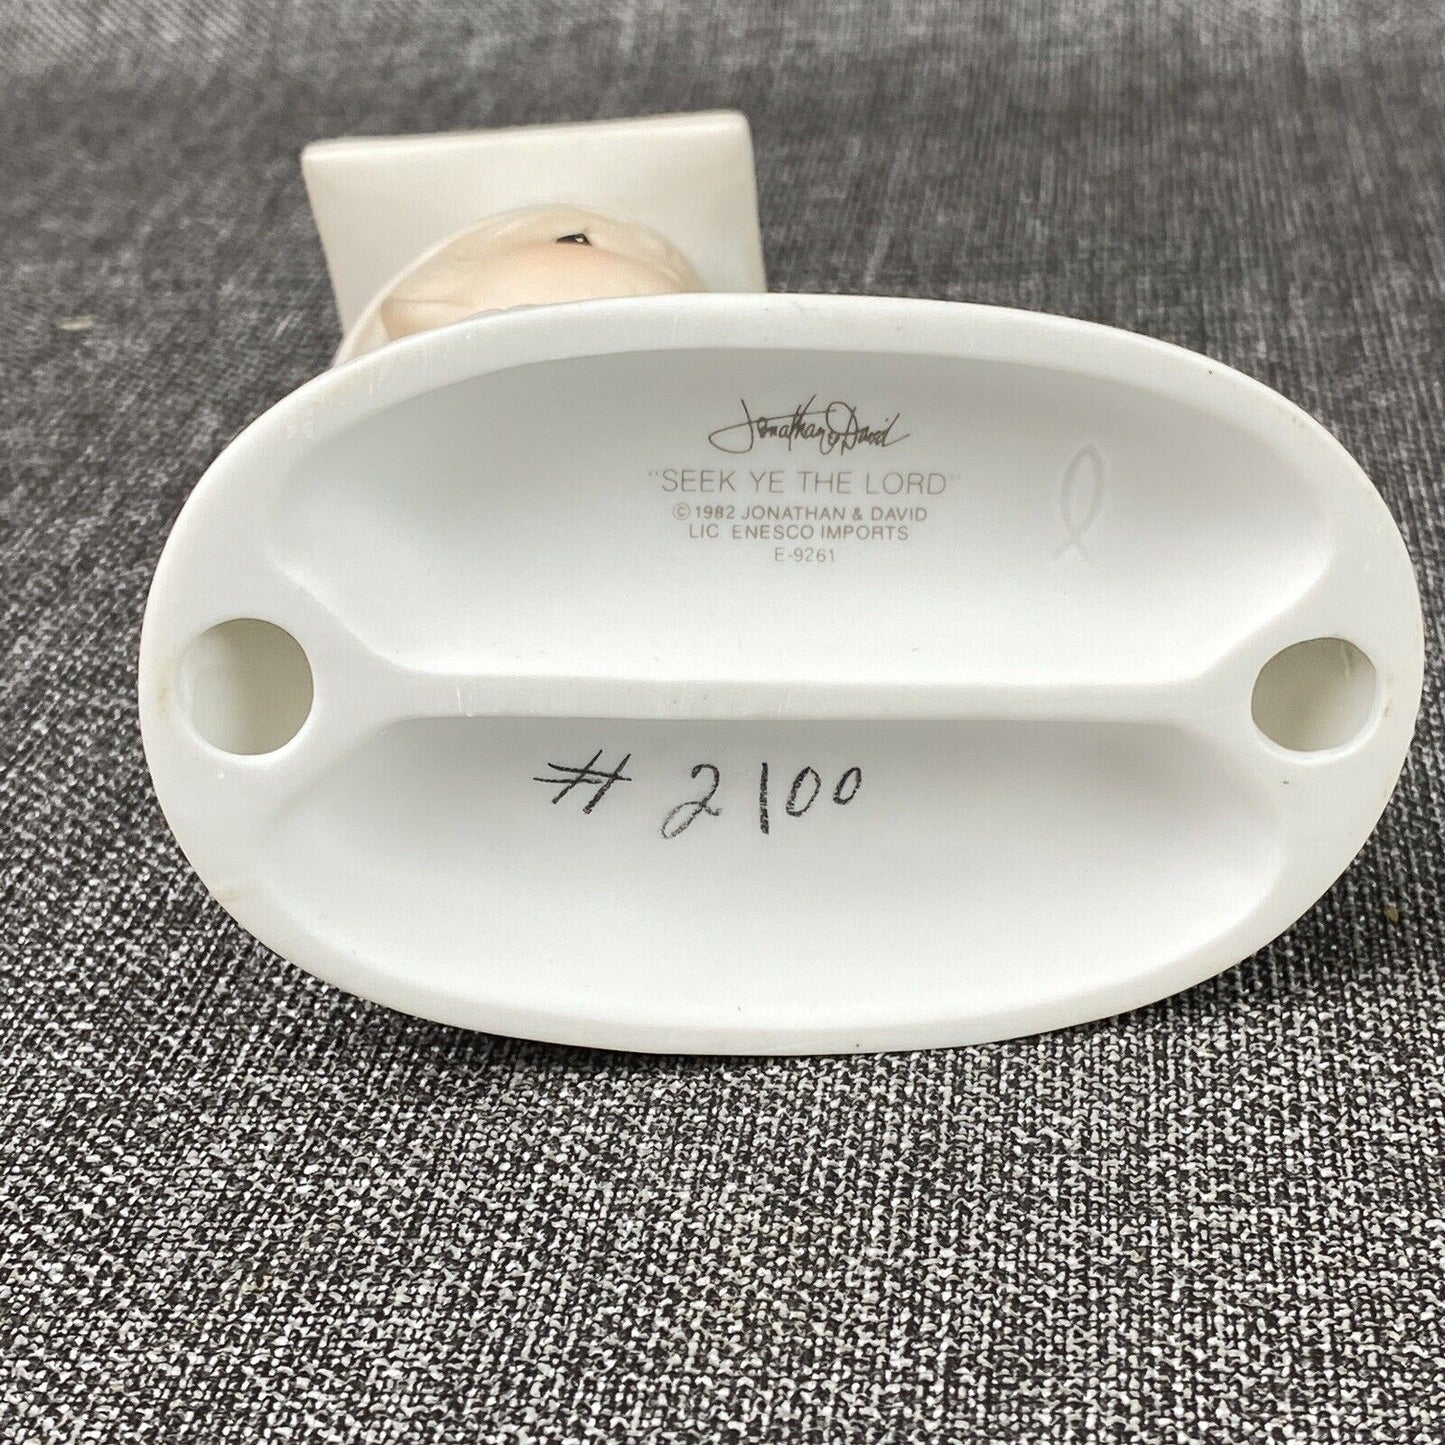 Jonathan & David
"SEEK YE THE LORD"
© 1982 JONATHAN & DAVID
LIC. ENESCO IMPORTS
E-9261
# 2100